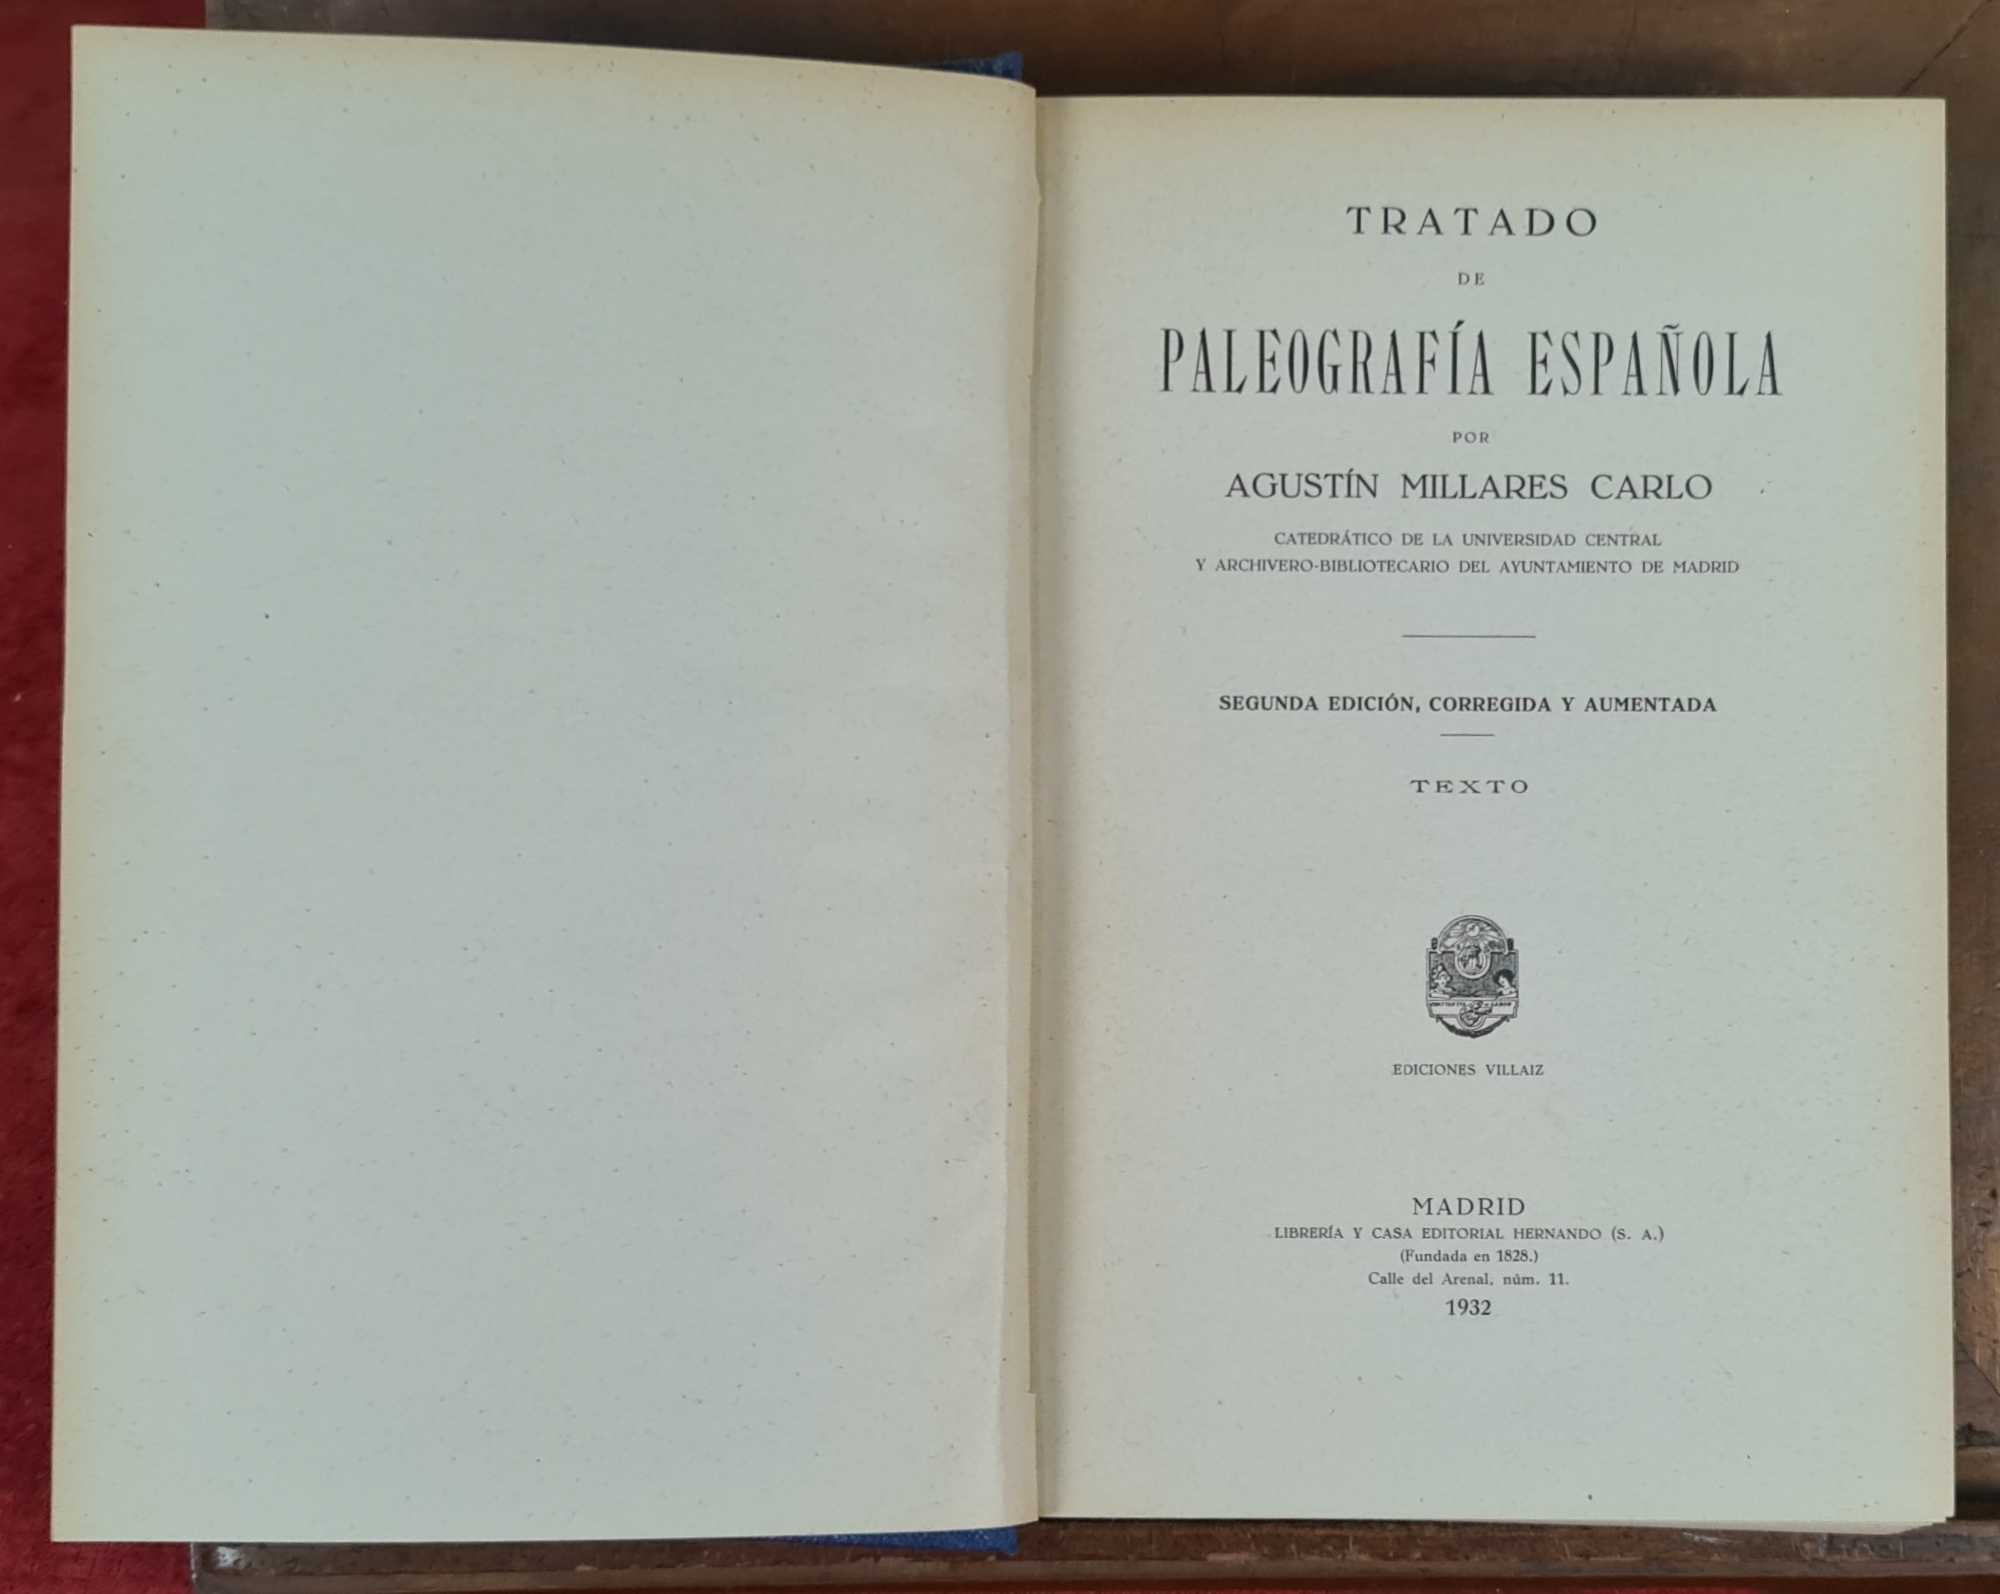 TRATADO
DE
PALEOGRAFÍA ESPAÑOLA
POR
AGUSTÍN MILLARES CARLO
CATEDRÁTICO DE LA UNIVERSIDAD CENTRAL
Y ARCHIVERO-BIBLIOTECARIO DEL AYUNTAMIENTO DE MADRID
SEGUNDA EDICIÓN, CORREGIDA Y AUMENTADA
TEXTO
EDICIONES VILLAIZ
MADRID
LIBRERÍA Y CASA EDITORIAL HERNANDO (S. A.)
(Fundada en 1828.)
Calle del Arenal, núm. 11.
1932